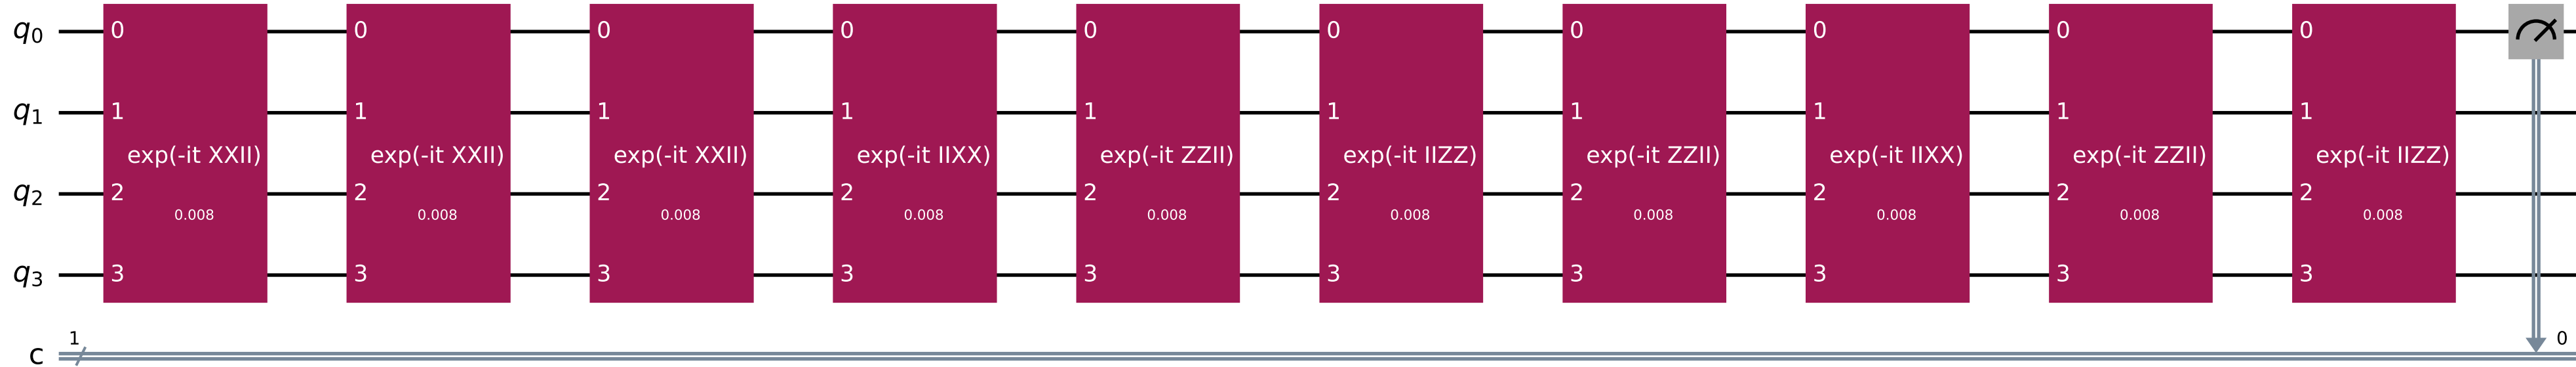 q0 0 0 0 0 0 0 0 0 0 0
q1 1 1 1 1 1 1 1 1 1 1
exp(-it XXII) exp(-it XXII) exp(-it XXII) exp(-it IIXX) exp(-it ZZII) exp(-it IIZZ) exp(-it ZZII) exp(-it IIXX) exp(-it ZZII) exp(-it IIZZ)
q2 2 2 2 2 2 2 2 2 2 2
0.008 0.008 0.008 0.008 0.008 0.008 0.008 0.008 0.008 0.008
q3 3 3 3 3 3 3 3 3 3 3
1 0
c